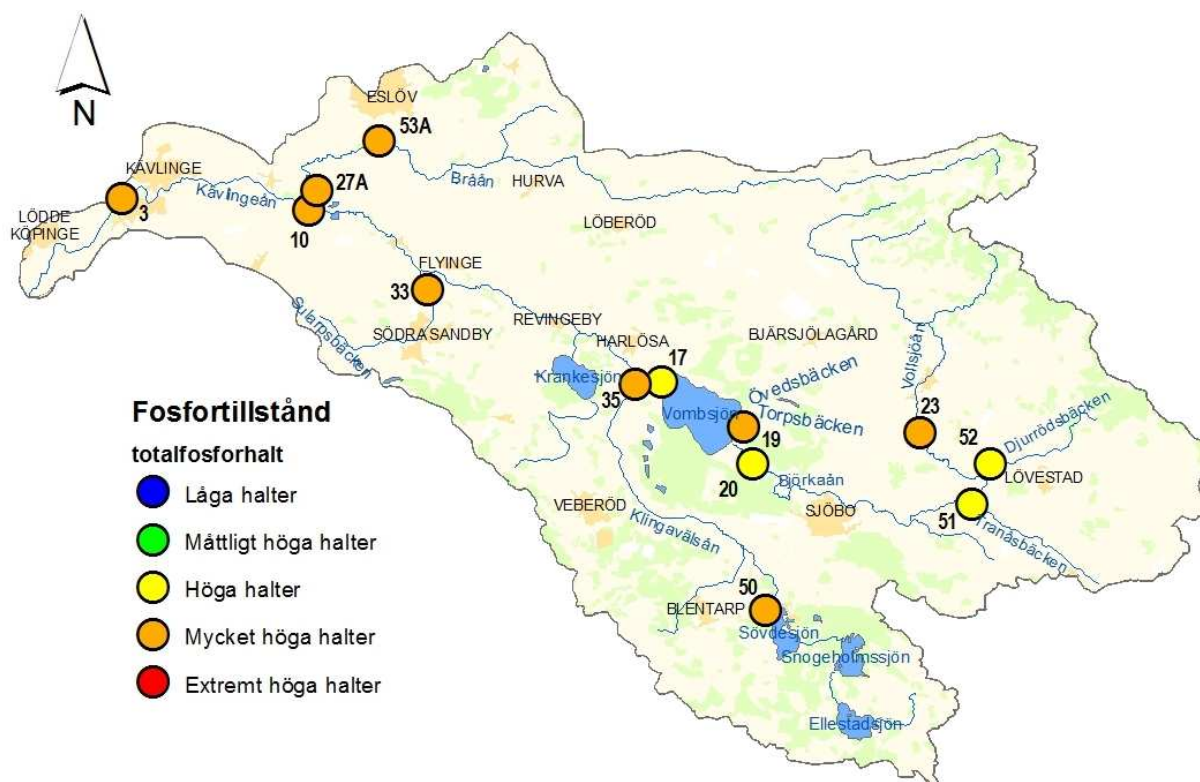 N
ESLÖV
53A
KÄVLINGE
27A
Bråån
HURVA
Kävlingeån
3
LÖDDE
KÖPINGE
10
LÖBERÖD
FLYINGE
33
Sularpsbäcken
SÖDRA SANDBY
REVINGEBY
HARLÖSA
BJÄRSJÖLAGÅRD
Vollsjöån
17
Krankesjön
35
Övedsbäcken
Vombsjön
Torpsbäcken
19
23
52
Djurrödsbäcken
20
Björkaån
LÖVESTAD
51
Tranåsbäcken
VEBERÖD
SJÖBO
Klingavälsån
50
BLENTARP
Sövdesjön
Snogeholmssjön
Ellestadsjön
Fosfortillstånd
totalfosforhalt
Låga halter
Måttligt höga halter
Höga halter
Mycket höga halter
Extremt höga halter